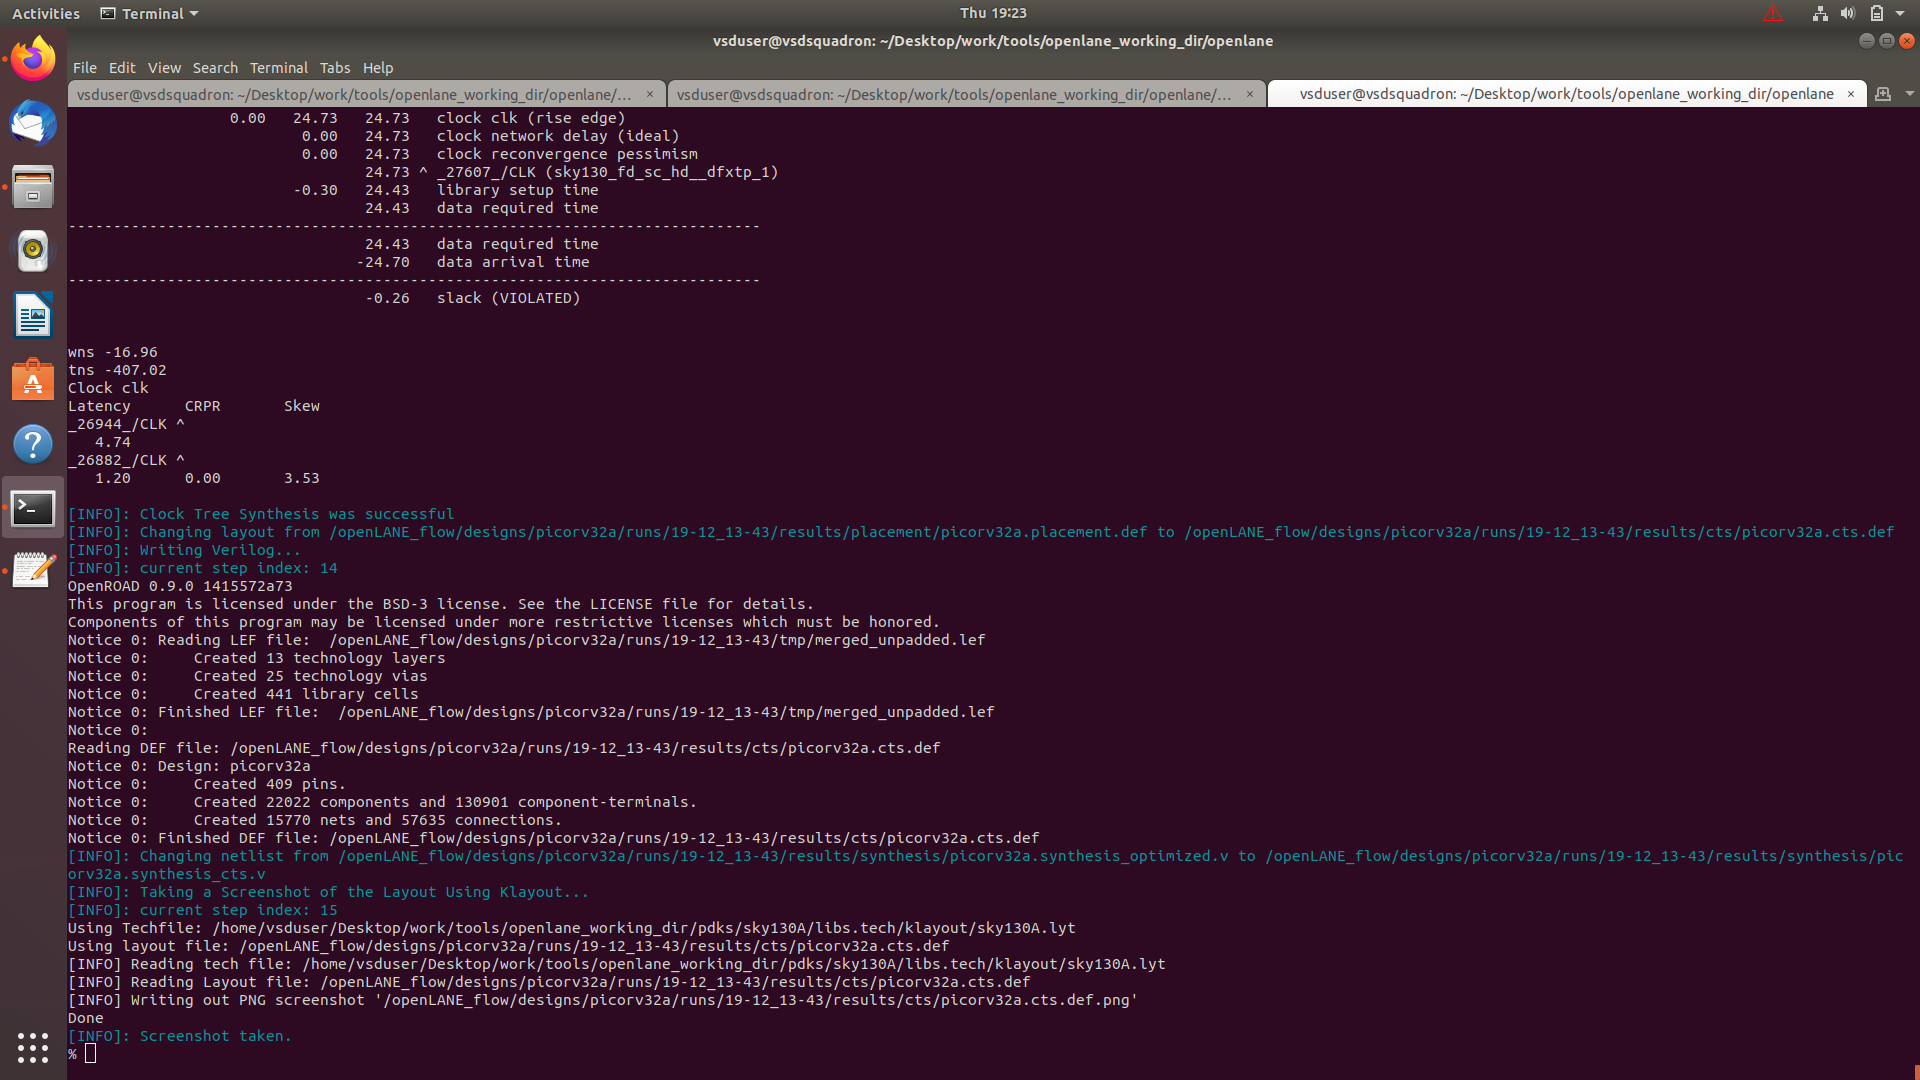 Activities Terminal Thu 19:23
vsduser@vsdsquadron: ~/Desktop/work/tools/openlane_working_dir/openlane
File Edit View Search Terminal Tabs Help
vsduser@vsdsquadron: ~/Desktop/work/tools/openlane_working_dir/openlane/... × vsduser@vsdsquadron: ~/Desktop/work/tools/openlane_working_dir/openlane/... × vsduser@vsdsquadron: ~/Desktop/work/tools/openlane_working_dir/openlane ×
0.00 24.73 24.73 clock clk (rise edge)
0.00 24.73 clock network delay (ideal)
0.00 24.73 clock reconvergence pessimism
24.73 ^ _27607_/CLK (sky130_fd_sc_hd__dfxtp_1)
-0.30 24.43 library setup time
24.43 data required time
-----------------------------------------------------------------------------
24.43 data required time
-24.70 data arrival time
-----------------------------------------------------------------------------
-0.26 slack (VIOLATED)
wns -16.96
tns -407.02
Clock clk
Latency CRPR Skew
_26944_/CLK ^
4.74
_26882_/CLK ^
1.20 0.00 3.53
[INFO]: Clock Tree Synthesis was successful
[INFO]: Changing layout from /openLANE_flow/designs/picorv32a/runs/19-12_13-43/results/placement/picorv32a.placement.def to /openLANE_flow/designs/picorv32a/runs/19-12_13-43/results/cts/picorv32a.cts.def
[INFO]: Writing Verilog...
[INFO]: current step index: 14
OpenROAD 0.9.0 1415572a73
This program is licensed under the BSD-3 license. See the LICENSE file for details.
Components of this program may be licensed under more restrictive licenses which must be honored.
Notice 0: Reading LEF file:  /openLANE_flow/designs/picorv32a/runs/19-12_13-43/tmp/merged_unpadded.lef
Notice 0:     Created 13 technology layers
Notice 0:     Created 25 technology vias
Notice 0:     Created 441 library cells
Notice 0: Finished LEF file:  /openLANE_flow/designs/picorv32a/runs/19-12_13-43/tmp/merged_unpadded.lef
Notice 0:
Reading DEF file: /openLANE_flow/designs/picorv32a/runs/19-12_13-43/results/cts/picorv32a.cts.def
Notice 0: Design: picorv32a
Notice 0:     Created 409 pins.
Notice 0:     Created 22022 components and 130901 component-terminals.
Notice 0:     Created 15770 nets and 57635 connections.
Notice 0: Finished DEF file: /openLANE_flow/designs/picorv32a/runs/19-12_13-43/results/cts/picorv32a.cts.def
[INFO]: Changing netlist from /openLANE_flow/designs/picorv32a/runs/19-12_13-43/results/synthesis/picorv32a.synthesis_optimized.v to /openLANE_flow/designs/picorv32a/runs/19-12_13-43/results/synthesis/pic
orv32a.synthesis_cts.v
[INFO]: Taking a Screenshot of the Layout Using Klayout...
[INFO]: current step index: 15
Using Techfile: /home/vsduser/Desktop/work/tools/openlane_working_dir/pdks/sky130A/libs.tech/klayout/sky130A.lyt
Using layout file: /openLANE_flow/designs/picorv32a/runs/19-12_13-43/results/cts/picorv32a.cts.def
[INFO] Reading tech file: /home/vsduser/Desktop/work/tools/openlane_working_dir/pdks/sky130A/libs.tech/klayout/sky130A.lyt
[INFO] Reading Layout file: /openLANE_flow/designs/picorv32a/runs/19-12_13-43/results/cts/picorv32a.cts.def
[INFO] Writing out PNG screenshot '/openLANE_flow/designs/picorv32a/runs/19-12_13-43/results/cts/picorv32a.cts.def.png'
Done
[INFO]: Screenshot taken.
%